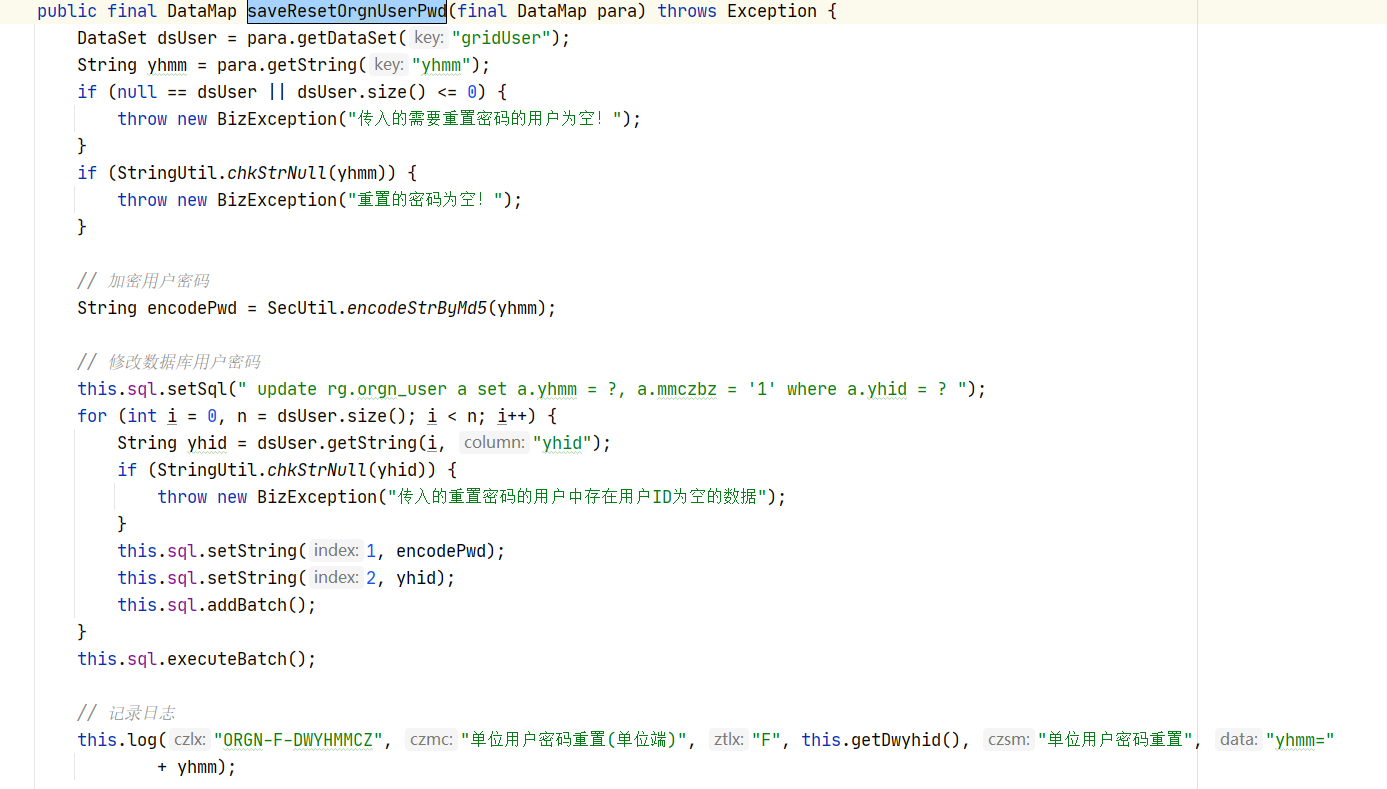 public final DataMap saveResetOrgnUserPwd(final DataMap para) throws Exception {
DataSet dsUser = para.getDataSet( key: "gridUser");
String yhmm = para.getString( key: "yhmm");
if (null == dsUser || dsUser.size() <= 0) {
throw new BizException("传入的需要重置密码的用户为空！");
}
if (StringUtil.chkStrNull(yhmm)) {
throw new BizException("重置的密码为空！");
}
// 加密用户密码
String encodePwd = SecUtil.encodeStrByMd5(yhmm);
// 修改数据库用户密码
this.sql.setSql(" update rg.orgn_user a set a.yhmm = ?, a.mmczbz = '1' where a.yhid = ? ");
for (int i = 0, n = dsUser.size(); i < n; i++) {
String yhid = dsUser.getString(i, column: "yhid");
if (StringUtil.chkStrNull(yhid)) {
throw new BizException("传入的重置密码的用户中存在用户ID为空的数据");
}
this.sql.setString( index: 1, encodePwd);
this.sql.setString( index: 2, yhid);
this.sql.addBatch();
}
this.sql.executeBatch();
// 记录日志
this.log( czlx: "ORGN-F-DWYHMMCZ", czmc: "单位用户密码重置(单位端)", ztlx: "F", this.getDwyhid(), czsm: "单位用户密码重置", data: "yhmm="
+ yhmm);